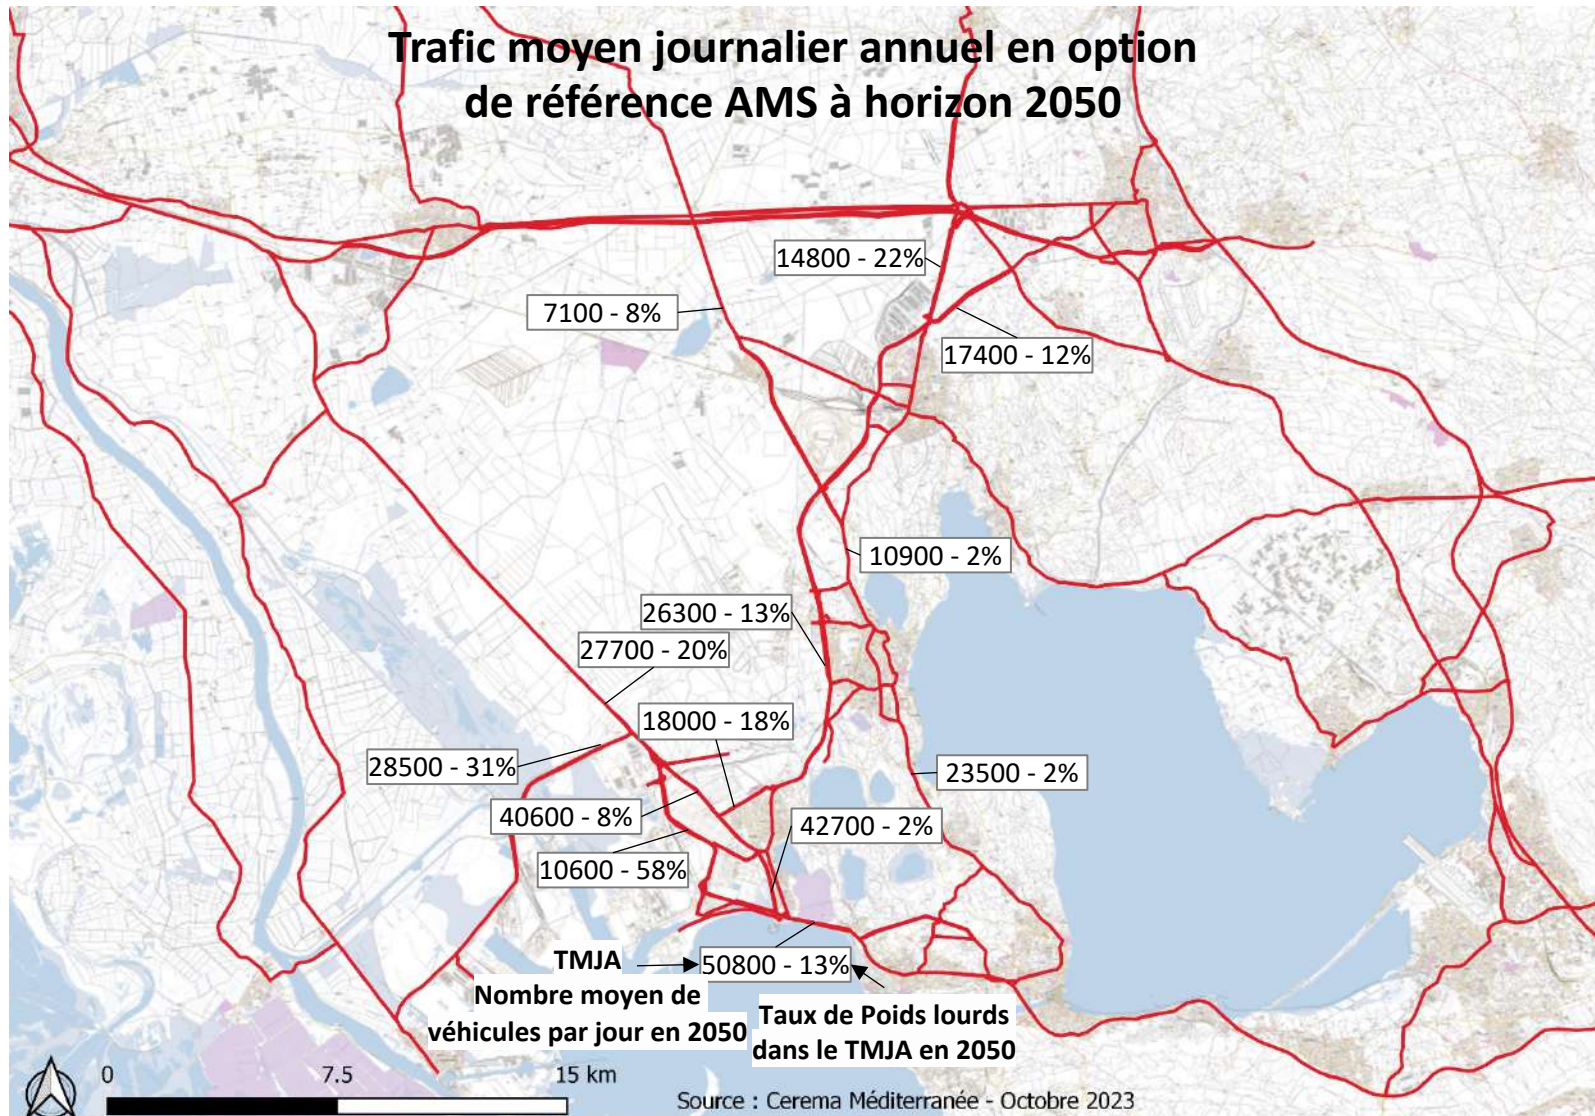 Trafic moyen journalier annuel en option
de référence AMS à horizon 2050
14800 - 22%
7100 - 8%
17400 - 12%
10900 - 2%
26300 - 13%
27700 - 20%
18000 - 18%
28500 - 31%
23500 - 2%
40600 - 8%
42700 - 2%
10600 - 58%
TMJA
50800 - 13%
Nombre moyen de
véhicules par jour en 2050
Taux de Poids lourds
dans le TMJA en 2050
0 7.5 15 km
Source : Cerema Méditerranée - Octobre 2023